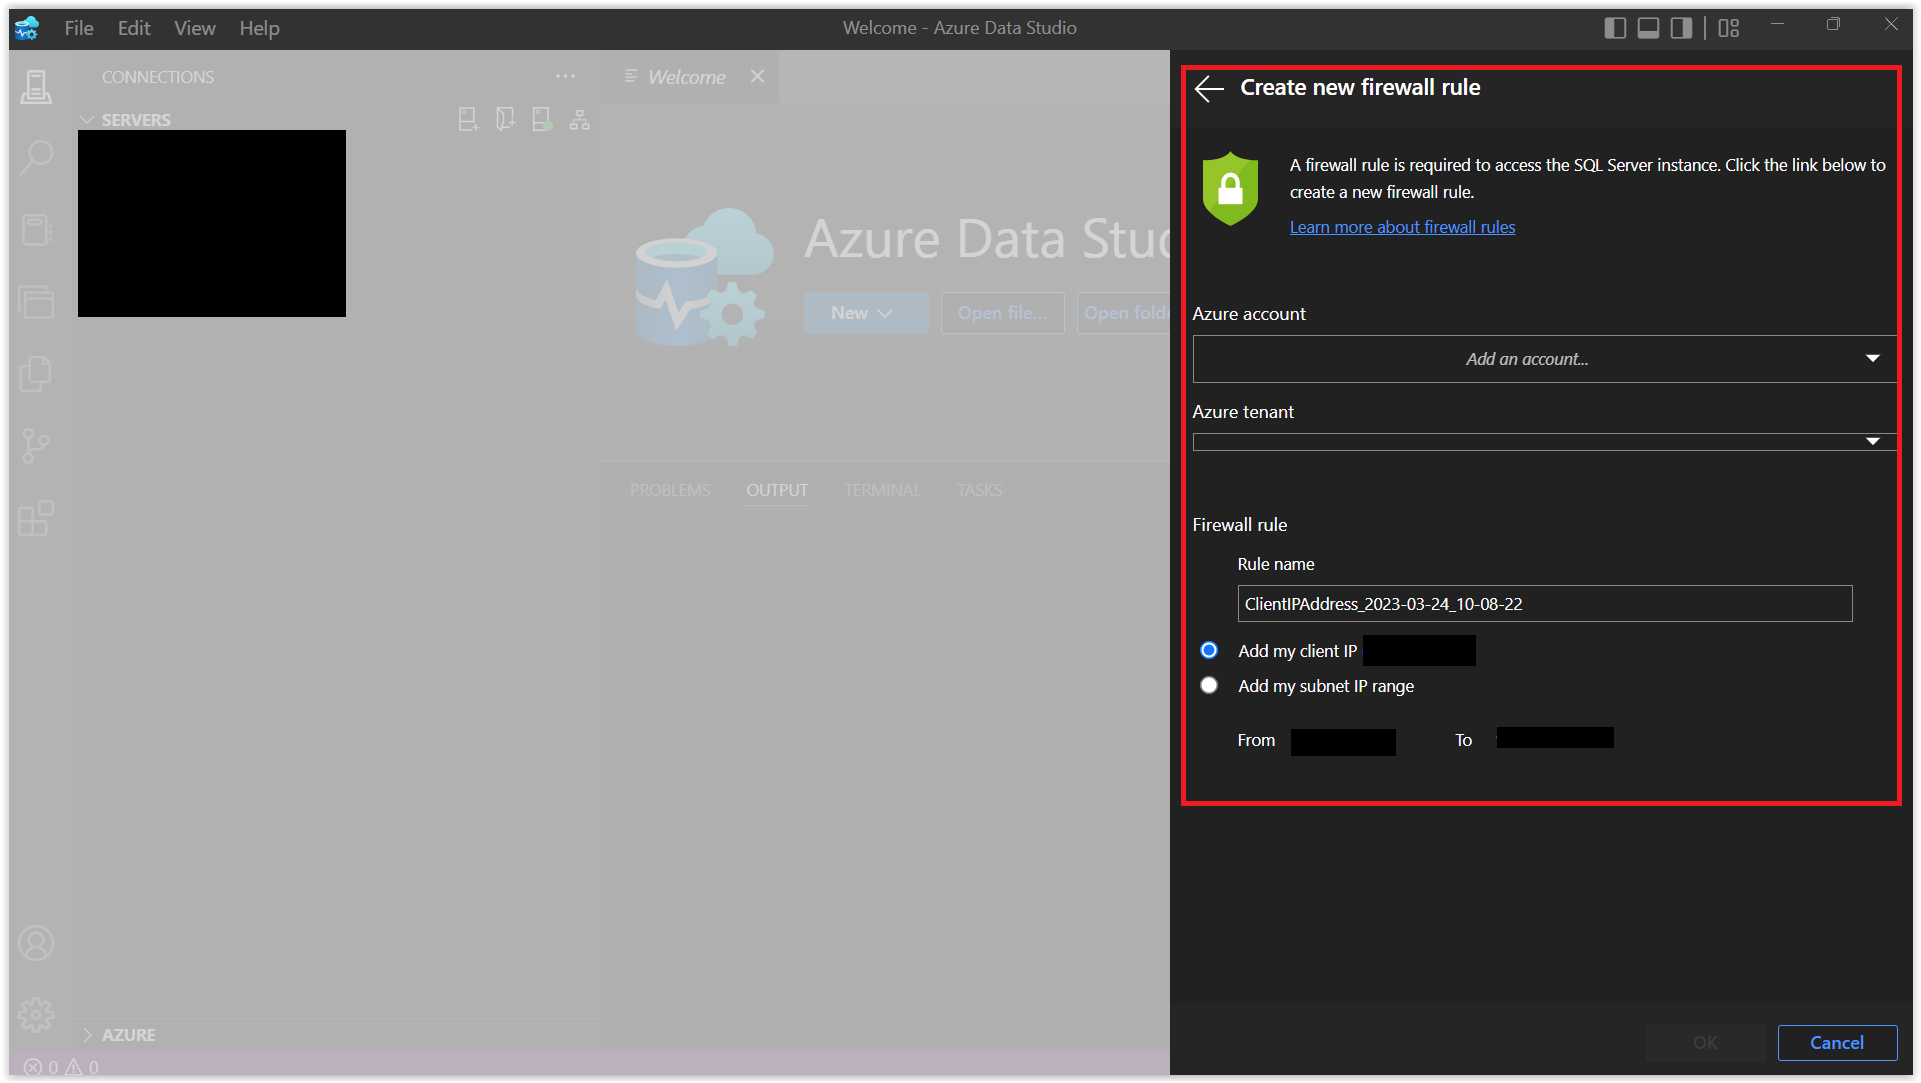 File Edit View Help
Welcome - Azure Data Studio
CONNECTIONS
SERVERS
Welcome
Azure Data Stu
New
Open file...
Open fold
PROBLEMS OUTPUT TERMINAL TASKS
AZURE
0 0
Create new firewall rule
A firewall rule is required to access the SQL Server instance. Click the link below to
create a new firewall rule.
Learn more about firewall rules
Azure account
Add an account...
Azure tenant
Firewall rule
Rule name
ClientIPAddress_2023-03-24_10-08-22
Add my client IP
Add my subnet IP range
From To
OK Cancel